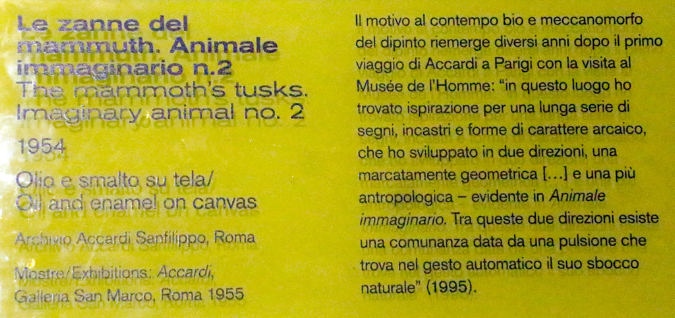 Le zanne del
mammuth. Animale
immaginario n.2
The mammoth's tusks.
Imaginary animal no. 2
1954
Olio e smalto su tela/
Oil and enamel on canvas
Archivio Accardi Sanfilippo, Roma
Mostre/Exhibitions: Accardi,
Galleria San Marco, Roma 1955
Il motivo al contempo bio e meccanomorfo
del dipinto riemerge diversi anni dopo il primo
viaggio di Accardi a Parigi con la visita al
Musée de l'Homme: “in questo luogo ho
trovato ispirazione per una lunga serie di
segni, incastri e forme di carattere arcaico,
che ho sviluppato in due direzioni, una
marcatamente geometrica […] e una più
antropologica – evidente in Animale
immaginario. Tra queste due direzioni esiste
una comunanza data da una pulsione che
trova nel gesto automatico il suo sbocco
naturale” (1995).